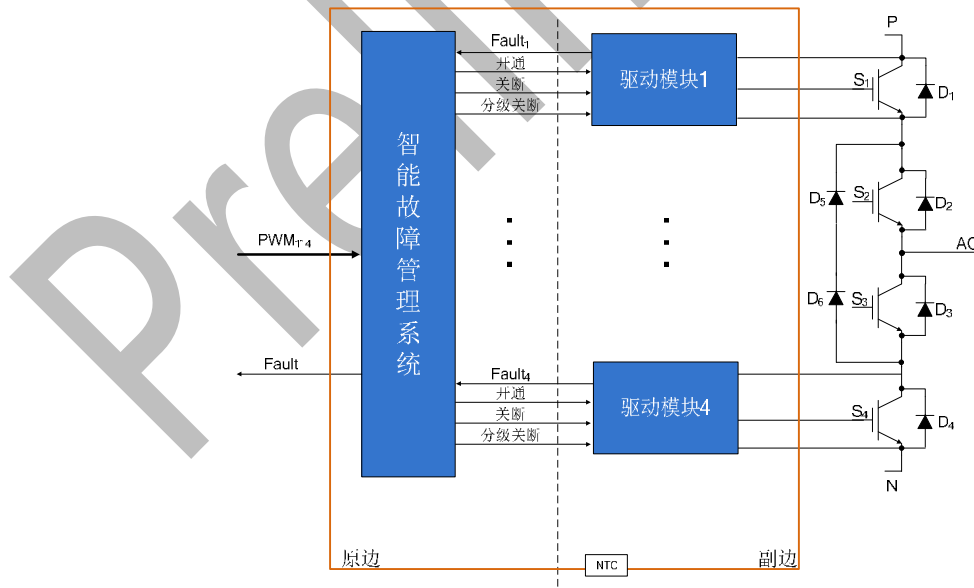 Preli
P
Fault1
开通
关断
分级关断
驱动模块1
S1
D1
智能故障管理系统
D5
S2
D2
PWM1~4
AC
D6
S3
D3
Fault
Fault4
开通
关断
分级关断
驱动模块4
S4
D4
N
原边
副边
NTC